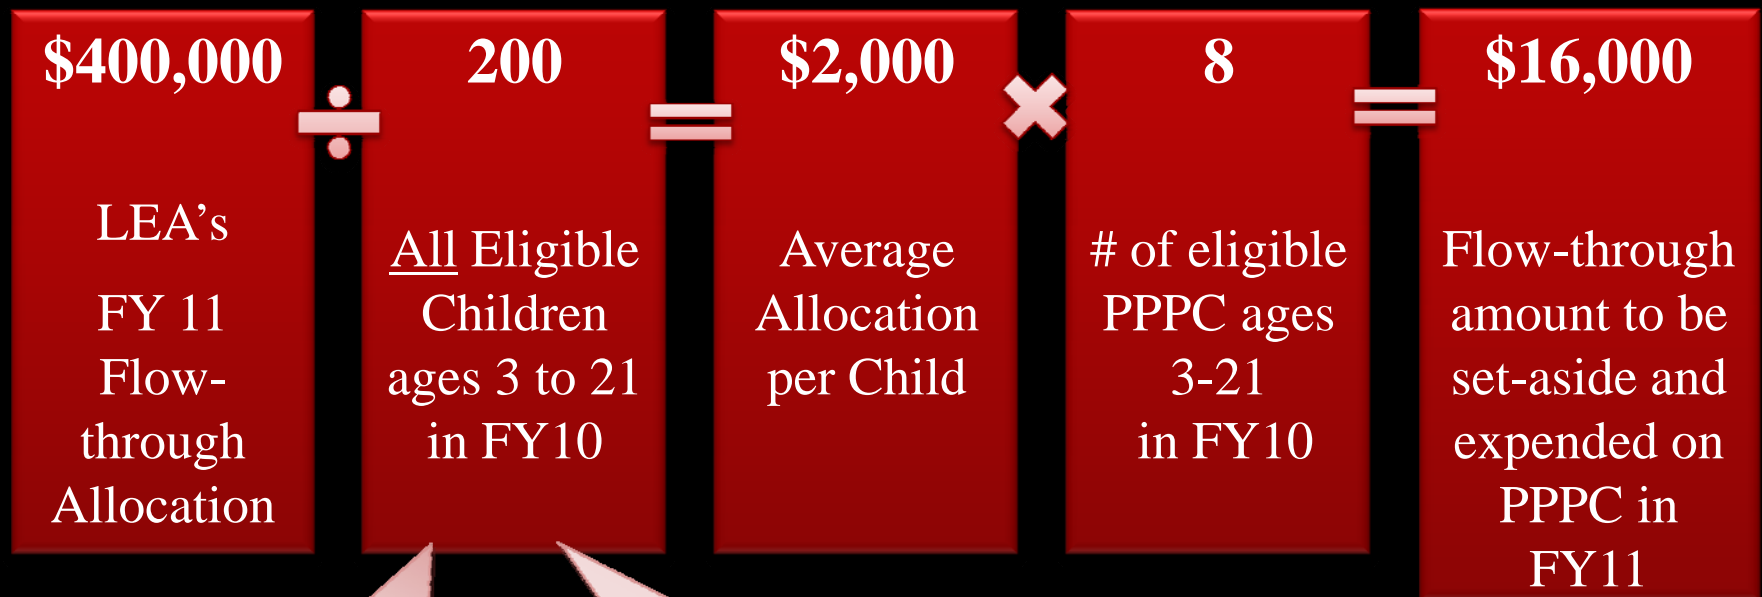 $400,000
LEA’s
FY 11
Flow-
through
Allocation
÷
200
All Eligible
Children
ages 3 to 21
in FY10
=
$2,000
Average
Allocation
per Child
×
8
# of eligible
PPPC ages
3-21
in FY10
=
$16,000
Flow-through
amount to be
set-aside and
expended on
PPPC in
FY11